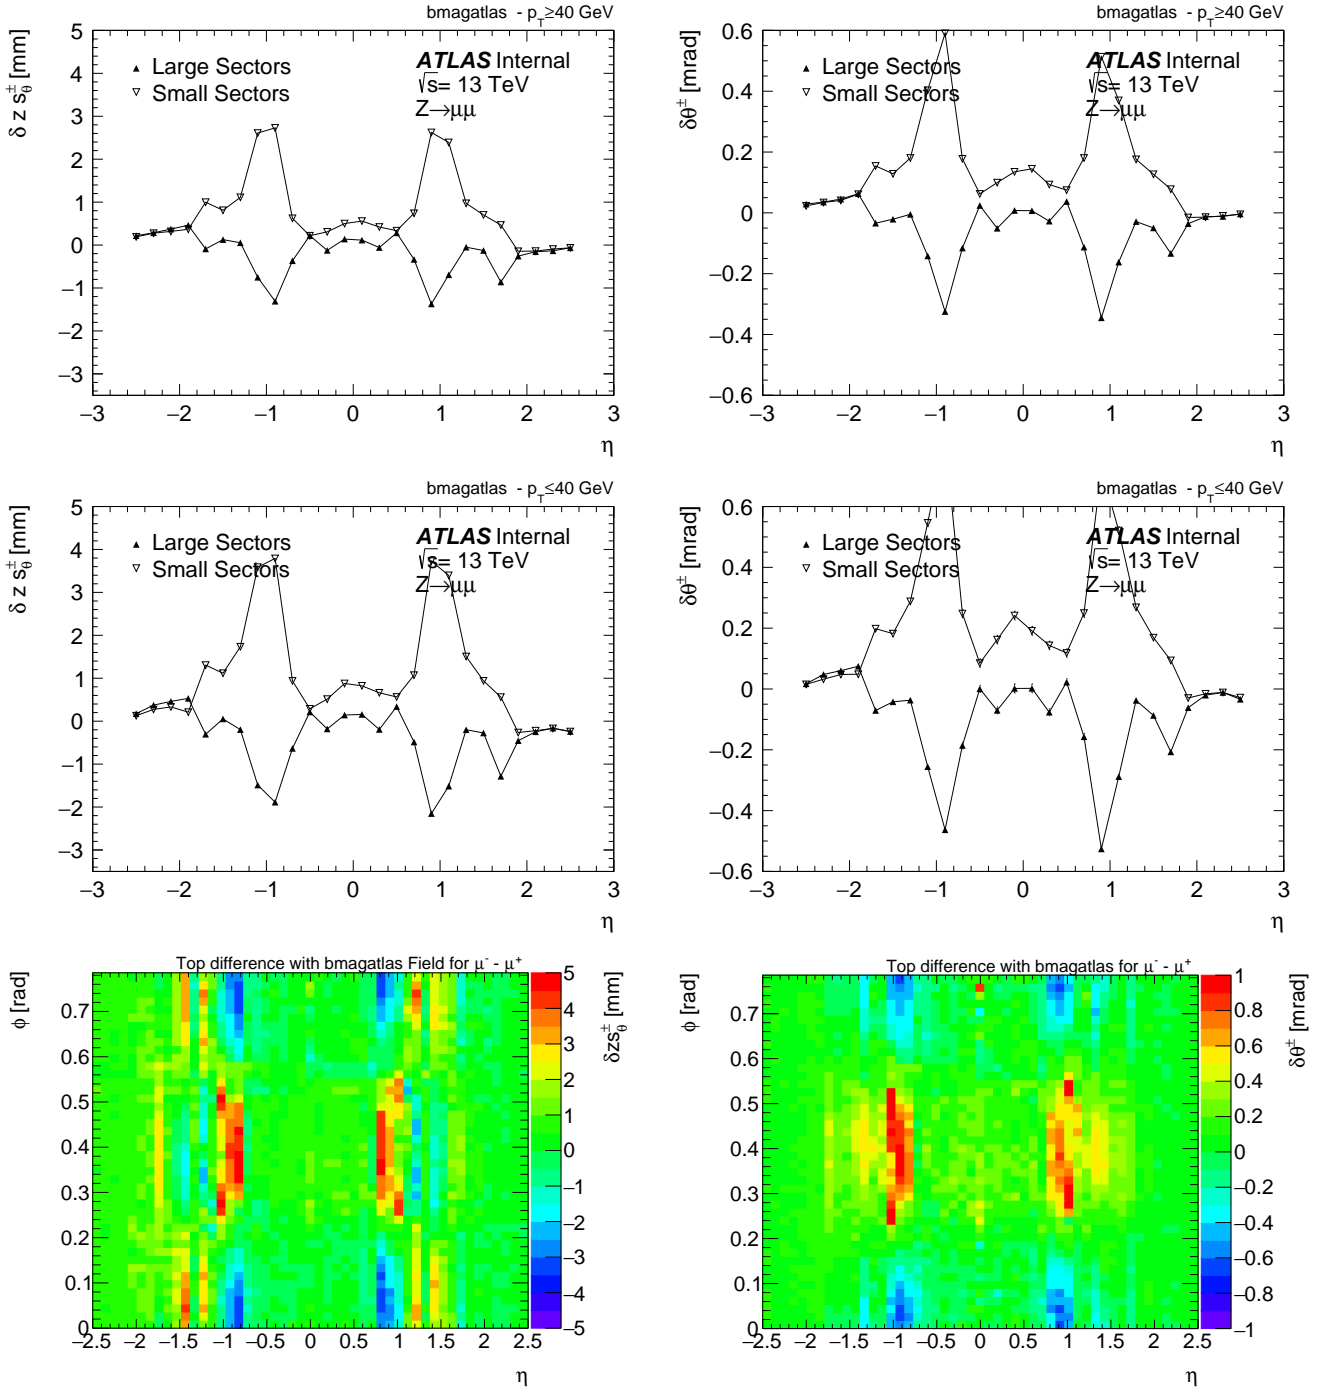 bmagatlas - pT≥40 GeV
δ z sθ± [mm]
5
4
3
2
1
0
−1
−2
−3
Large Sectors
Small Sectors
ATLAS Internal
√s= 13 TeV
Z→μμ
−3 −2 −1 0 1 2 3
η
bmagatlas - pT≥40 GeV
δθ± [mrad]
0.6
0.4
0.2
0
−0.2
−0.4
−0.6
Large Sectors
Small Sectors
ATLAS Internal
√s= 13 TeV
Z→μμ
−3 −2 −1 0 1 2 3
η
bmagatlas - pT≤40 GeV
δ z sθ± [mm]
5
4
3
2
1
0
−1
−2
−3
Large Sectors
Small Sectors
ATLAS Internal
√s= 13 TeV
Z→μμ
−3 −2 −1 0 1 2 3
η
bmagatlas - pT≤40 GeV
δθ± [mrad]
0.6
0.4
0.2
0
−0.2
−0.4
−0.6
Large Sectors
Small Sectors
ATLAS Internal
√s= 13 TeV
Z→μμ
−3 −2 −1 0 1 2 3
η
Top difference with bmagatlas Field for μ- - μ+
φ [rad]
0.7
0.6
0.5
0.4
0.3
0.2
0.1
0
−2.5 −2 −1.5 −1 −0.5 0 0.5 1 1.5 2 2.5
η
5
4
3
2
1
0
−1
−2
−3
−4
−5
δzsθ± [mm]
Top difference with bmagatlas for μ- - μ+
φ [rad]
0.7
0.6
0.5
0.4
0.3
0.2
0.1
0
−2.5 −2 −1.5 −1 −0.5 0 0.5 1 1.5 2 2.5
η
1
0.8
0.6
0.4
0.2
0
−0.2
−0.4
−0.6
−0.8
−1
δθ± [mrad]